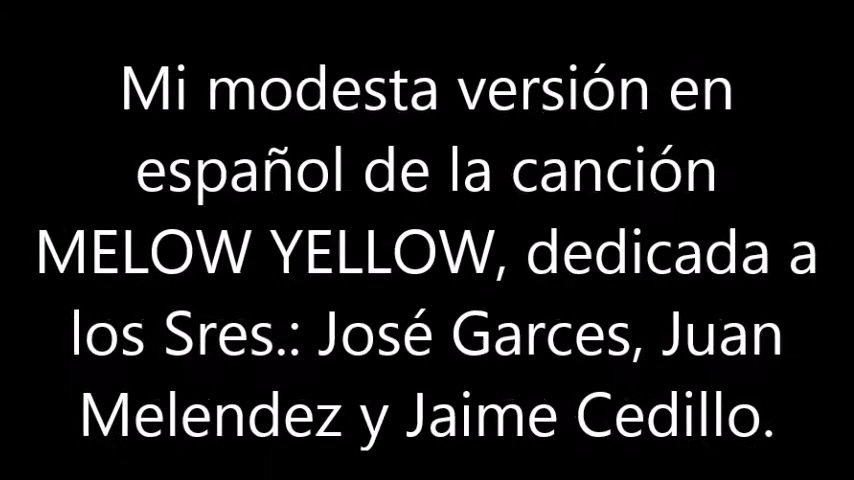 Mi modesta versión en
español de la canción
MELOW YELLOW, dedicada a
los Sres.: José Garces, Juan
Melendez y Jaime Cedillo.